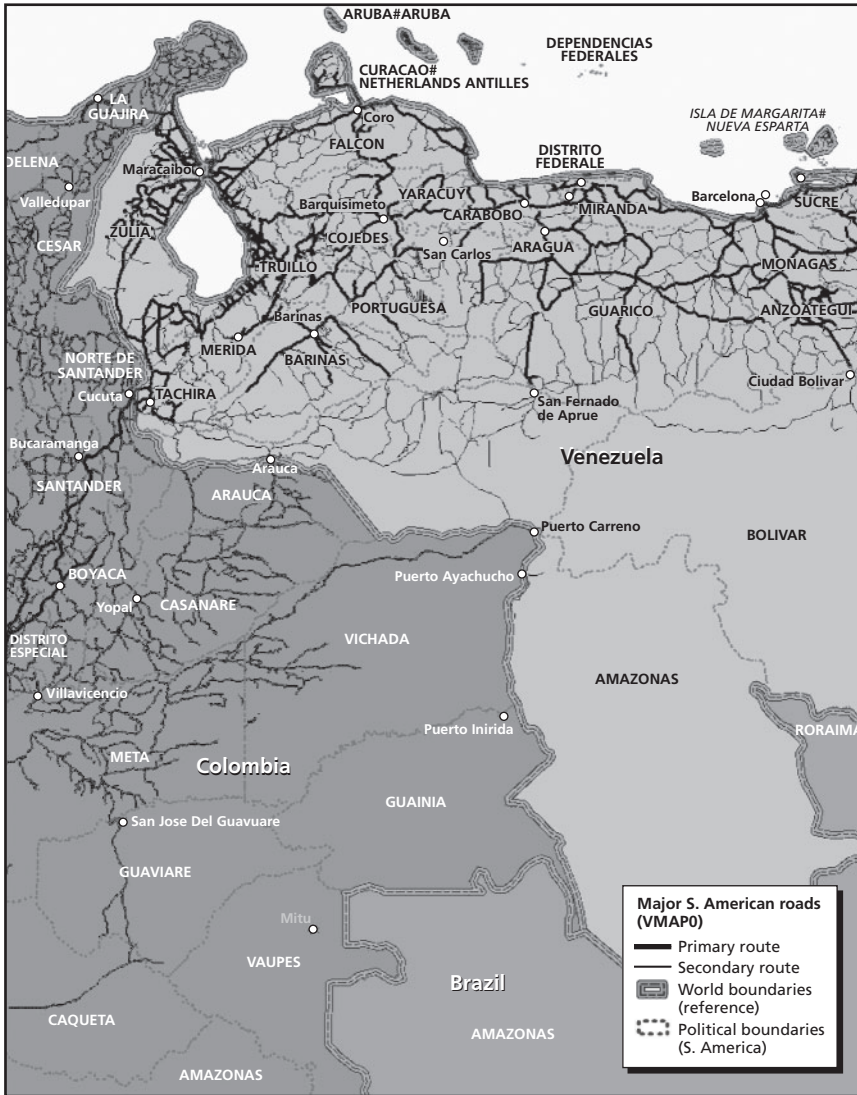 ARUBA#ARUBA
DEPENDENCIAS
FEDERALES
CURACAO#
NETHERLANDS ANTILLES
LA
GUAJIRA
Coro
ISLA DE MARGARITA#
NUEVA ESPARTA
FALCON
DISTRITO
FEDERALE
DELENA
Maracaibo
Valledupar
YARACUY
Barcelona
SUCRE
Barquisimeto
CARABOBO
MIRANDA
ZULIA
COJEDES
CESAR
San Carlos
ARAGUA
TRUILLO
MONAGAS
PORTUGUESA
GUARICO
ANZOATEGUI
Barinas
MERIDA
BARINAS
NORTE DE
SANTANDER
Ciudad Bolivar
Cucuta
TACHIRA
San Fernado
de Aprue
Bucaramanga
Venezuela
Arauca
SANTANDER
ARAUCA
Puerto Carreno
BOLIVAR
BOYACA
Puerto Ayachucho
Yopal
CASANARE
DISTRITO
ESPECIAL
VICHADA
AMAZONAS
Villavicencio
Puerto Inirida
RORAIMA
META
Colombia
GUAINIA
San Jose Del Guavuare
GUAVIARE
Mitu
VAUPES
Brazil
CAQUETA
AMAZONAS
AMAZONAS
Major S. American roads
(VMAP0)
Primary route
Secondary route
World boundaries
(reference)
Political boundaries
(S. America)